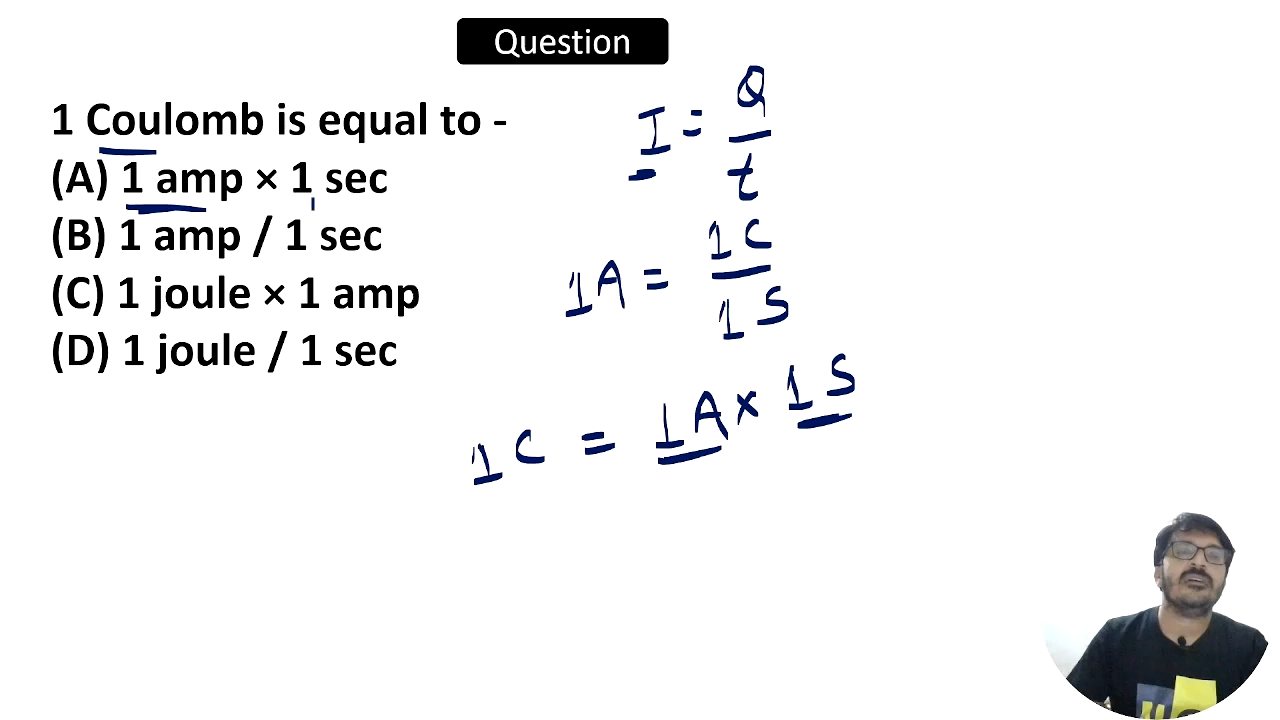 Question
1 Coulomb is equal to -
(A) 1 amp × 1 sec
(B) 1 amp / 1 sec
(C) 1 joule × 1 amp
(D) 1 joule / 1 sec
I = Q / t
1A = 1C / 1S
1C = 1A × 1S